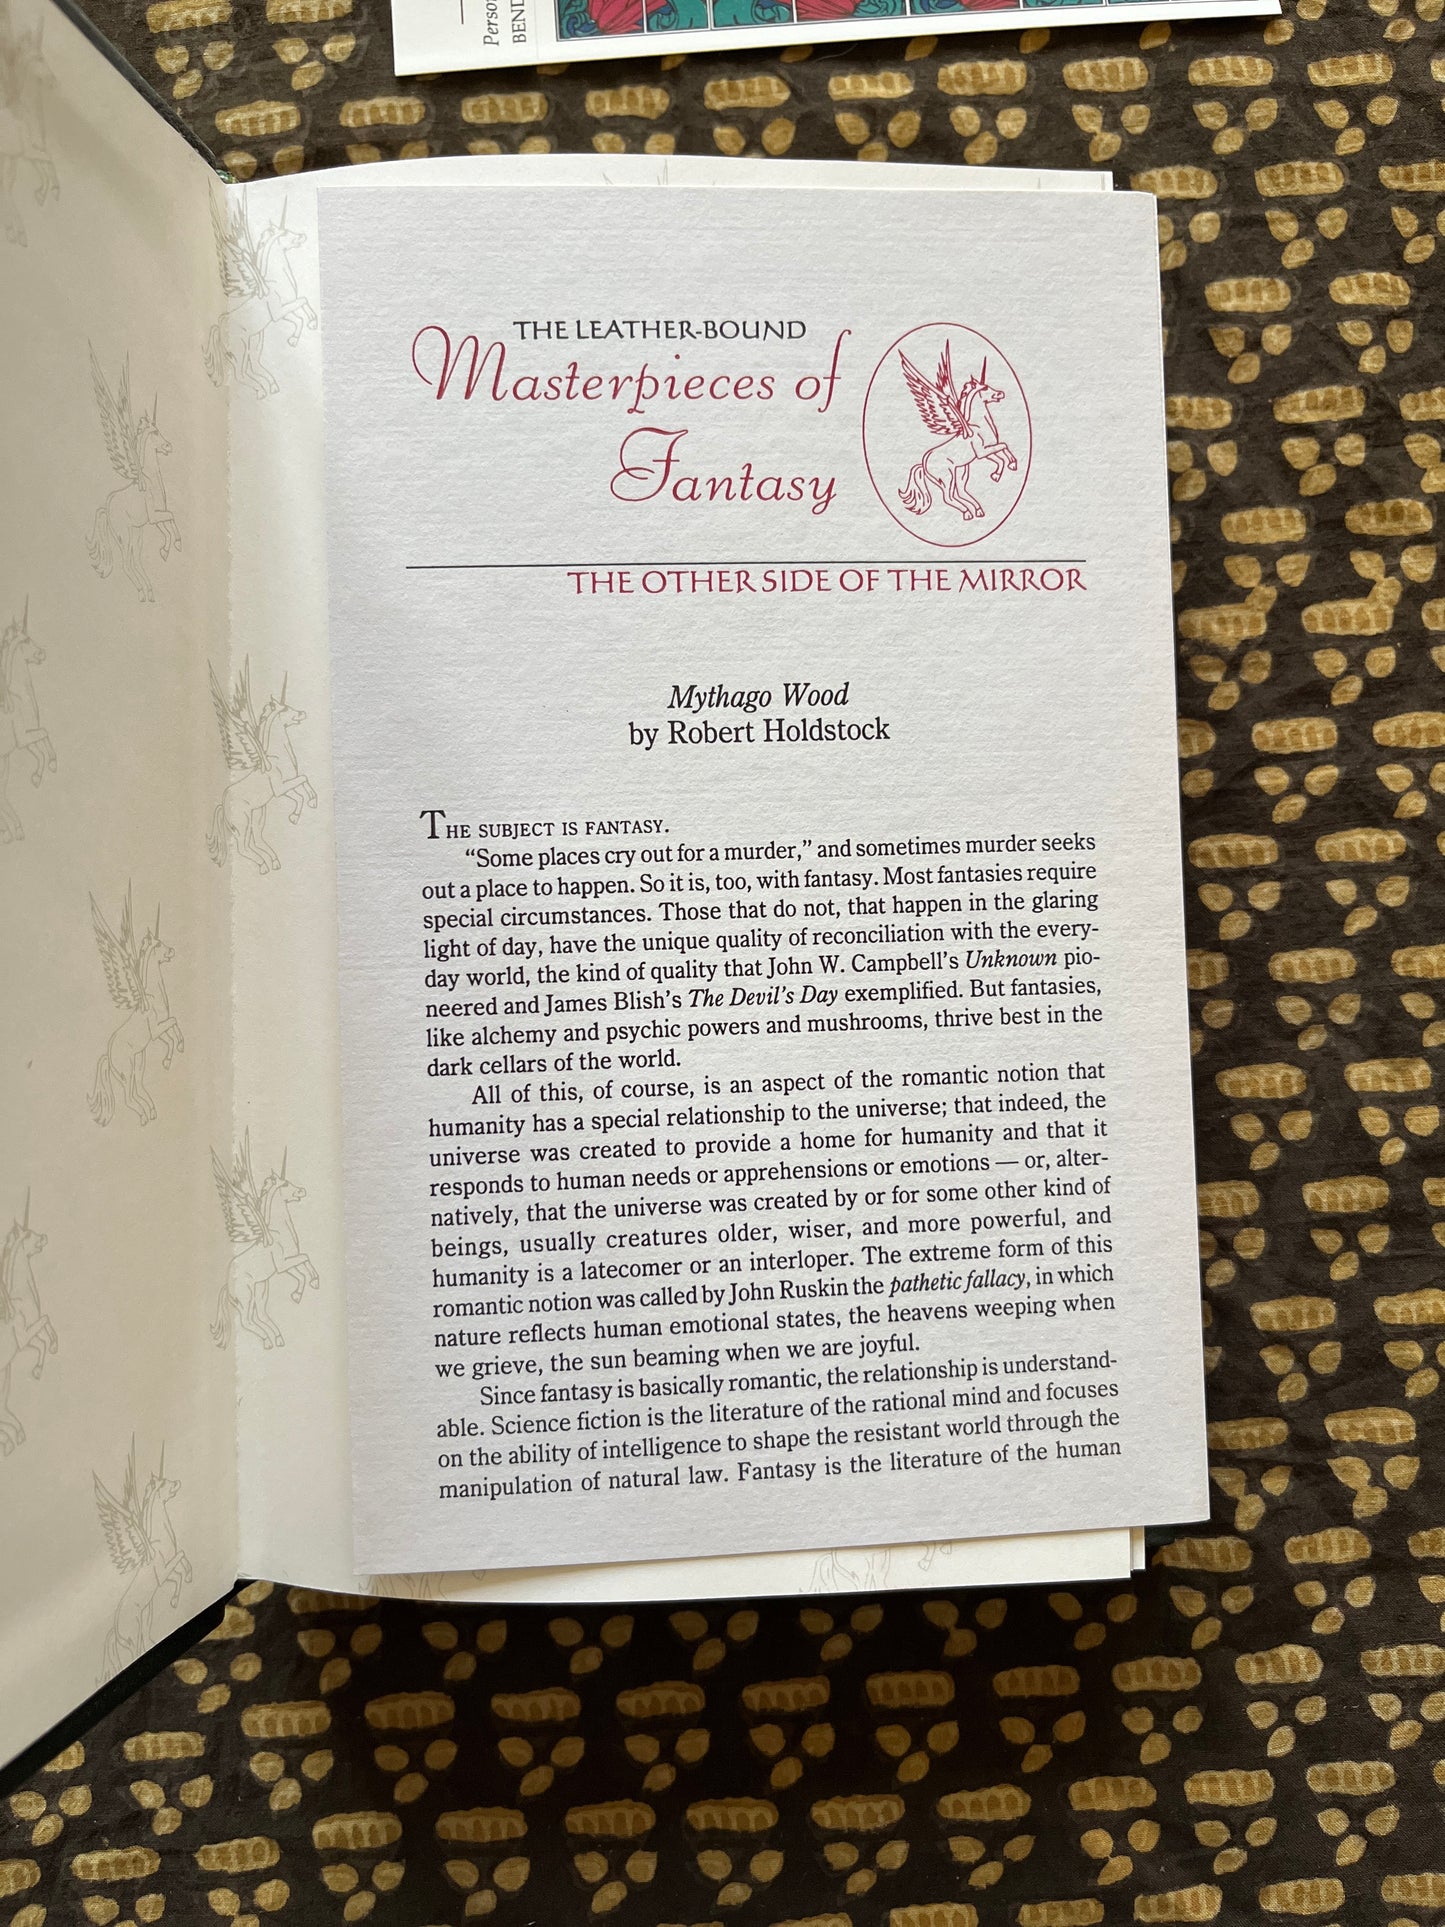 Person
BEND
THE LEATHER-BOUND
Masterpieces of
Fantasy
THE OTHER SIDE OF THE MIRROR
Mythago Wood
by Robert Holdstock
THE SUBJECT IS FANTASY.
“Some places cry out for a murder,” and sometimes murder seeks
out a place to happen. So it is, too, with fantasy. Most fantasies require
special circumstances. Those that do not, that happen in the glaring
light of day, have the unique quality of reconciliation with the every-
day world, the kind of quality that John W. Campbell’s Unknown pio-
neered and James Blish’s The Devil’s Day exemplified. But fantasies,
like alchemy and psychic powers and mushrooms, thrive best in the
dark cellars of the world.
All of this, of course, is an aspect of the romantic notion that
humanity has a special relationship to the universe; that indeed, the
universe was created to provide a home for humanity and that it
responds to human needs or apprehensions or emotions — or, alter-
natively, that the universe was created by or for some other kind of
beings, usually creatures older, wiser, and more powerful, and
humanity is a latecomer or an interloper. The extreme form of this
romantic notion was called by John Ruskin the pathetic fallacy, in which
nature reflects human emotional states, the heavens weeping when
we grieve, the sun beaming when we are joyful.
Since fantasy is basically romantic, the relationship is understand-
able. Science fiction is the literature of the rational mind and focuses
on the ability of intelligence to shape the resistant world through the
manipulation of natural law. Fantasy is the literature of the human